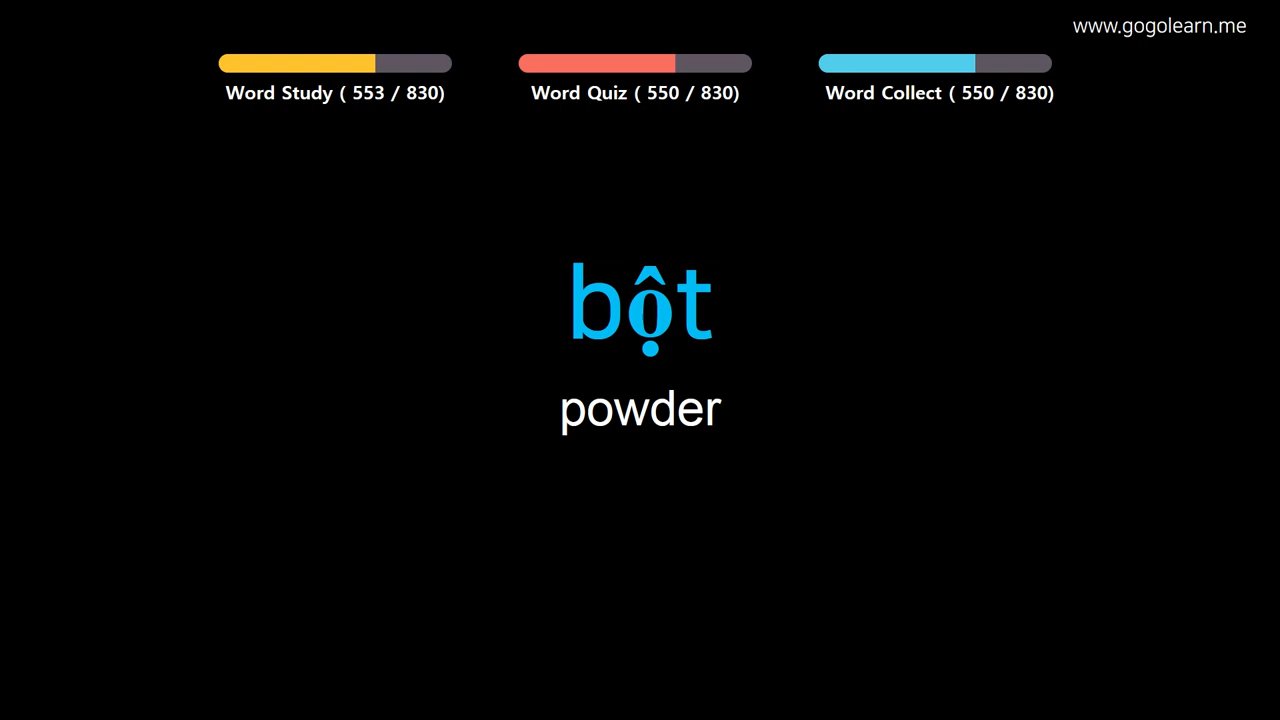 www.gogolearn.me
Word Study ( 553 / 830) Word Quiz ( 550 / 830) Word Collect ( 550 / 830)
bột
powder